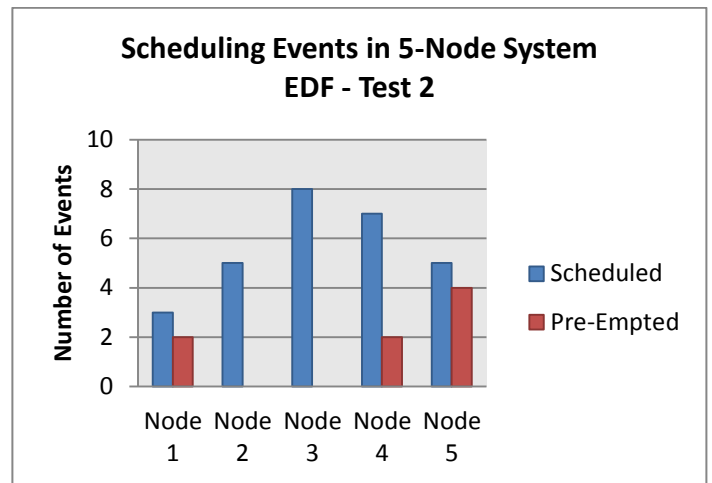 Scheduling Events in 5-Node System
EDF - Test 2
Number of Events
10
8
6
4
2
0
Node 1
Node 2
Node 3
Node 4
Node 5
Scheduled
Pre-Empted